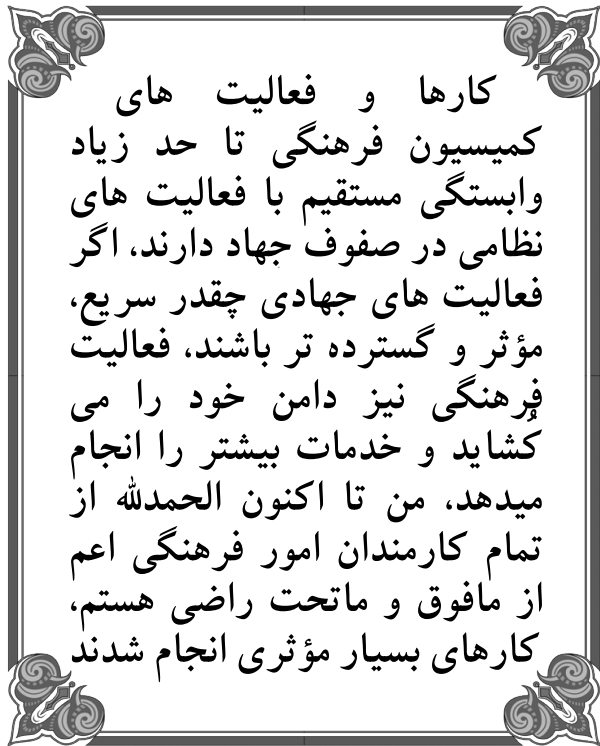 کارها و فعالیت های
کمیسیون فرهنگی تا حد زیاد
وابستگی مستقیم با فعالیت های
نظامی در صفوف جهاد دارند، اگر
فعالیت های جهادی چقدر سریع،
مؤثر و گسترده تر باشند، فعالیت
فرهنگی نیز دامن خود را می
کُشاید و خدمات بیشتر را انجام
میدهد، من تا اکنون الحمدلله از
تمام کارمندان امور فرهنگی اعم
از مافوق و ماتحت راضی هستم،
کارهای بسیار مؤثری انجام شدند